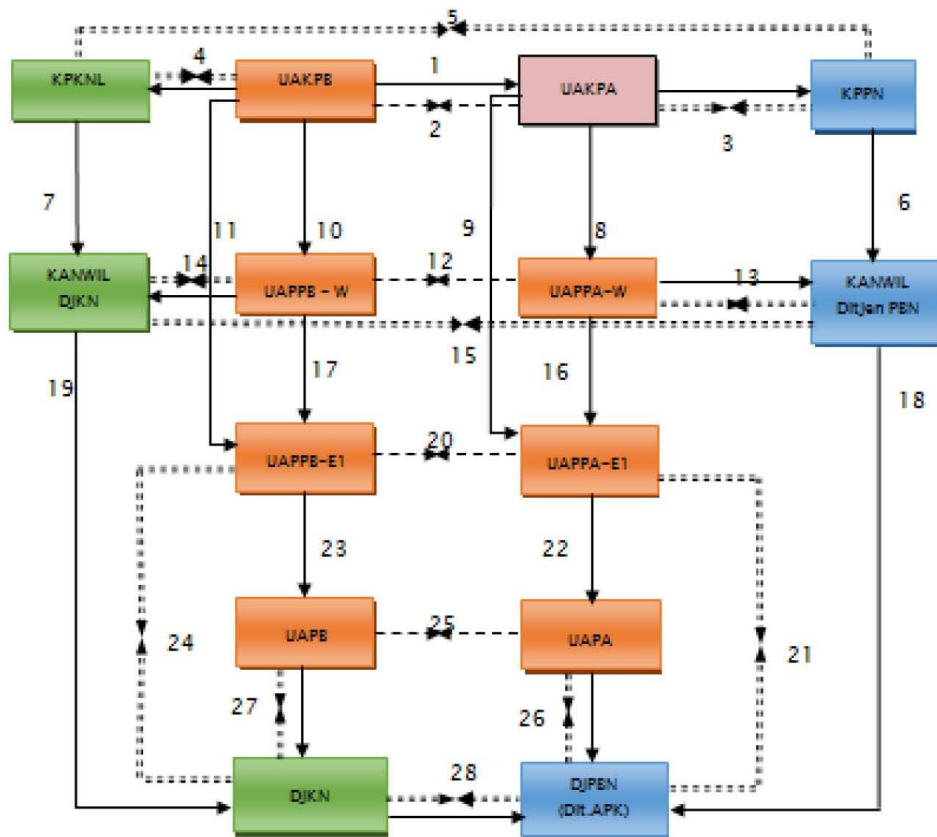 5
4
1
KPKNL
UAKPB
UAKPA
KPPN
2
3
7
11
10
9
8
6
14
12
13
KANWIL
DJKN
UAPPB - W
UAPPA-W
KANWIL
Ditjen PBN
15
19
17
16
18
20
UAPPB-E1
UAPPA-E1
23
22
25
UAPB
UAPA
24
21
27
26
28
DJKN
DJPBN
(Dit.APK)